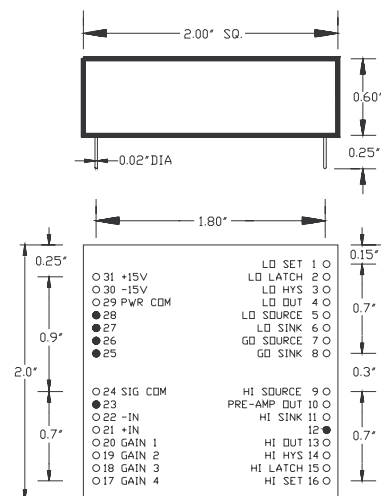 2.00" SQ.
0.60"
0.25"
0.02"DIA
1.80"
0.25"
0.15"
LO SET 1
31 +15V
LO LATCH 2
30 -15V
LO HYS 3
29 PWR COM
LO OUT 4
28
LO SOURCE 5
0.7"
27
LO SINK 6
26
GO SOURCE 7
25
GO SINK 8
0.9"
2.0"
0.3"
24 SIG COM
HI SOURCE 9
23
PRE-AMP OUT 10
22 -IN
HI SINK 11
21 +IN
12
20 GAIN 1
HI OUT 13
0.7"
0.7"
19 GAIN 2
HI HYS 14
18 GAIN 3
HI LATCH 15
17 GAIN 4
HI SET 16